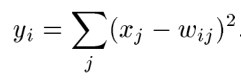 y_i = \sum_j (x_j - w_{ij})^2.